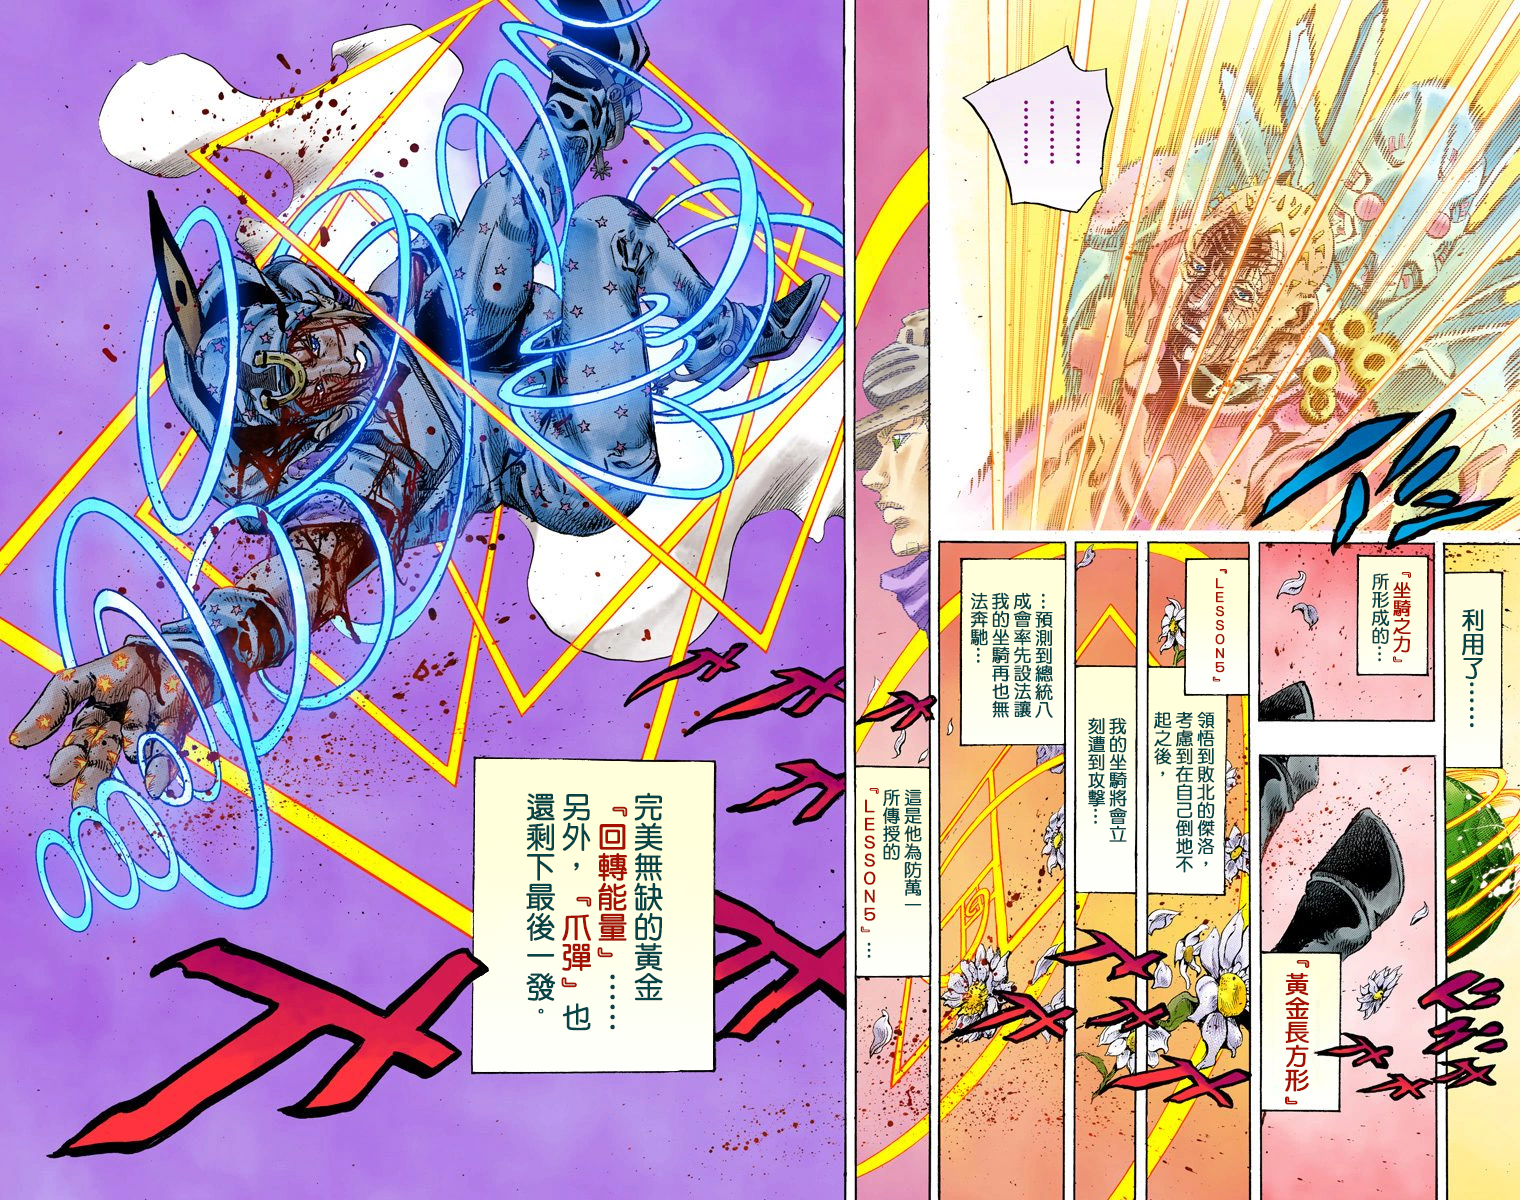 ………
………
………
利用了……
『坐騎之力』
所形成的…
『黃金長方形』
『LESSON5』
領悟到敗北的傑洛，
考慮到在自己倒地不
起之後，
我的坐騎將會立
刻遭到攻擊…
…預測到總統八
成會率先設法讓
我的坐騎再也無
法奔馳…
這是他為防萬一
所傳授的
『LESSON5』…
完美無缺的黃金
『回轉能量』……
另外，『爪彈』也
還剩下最後一發。
ドドド